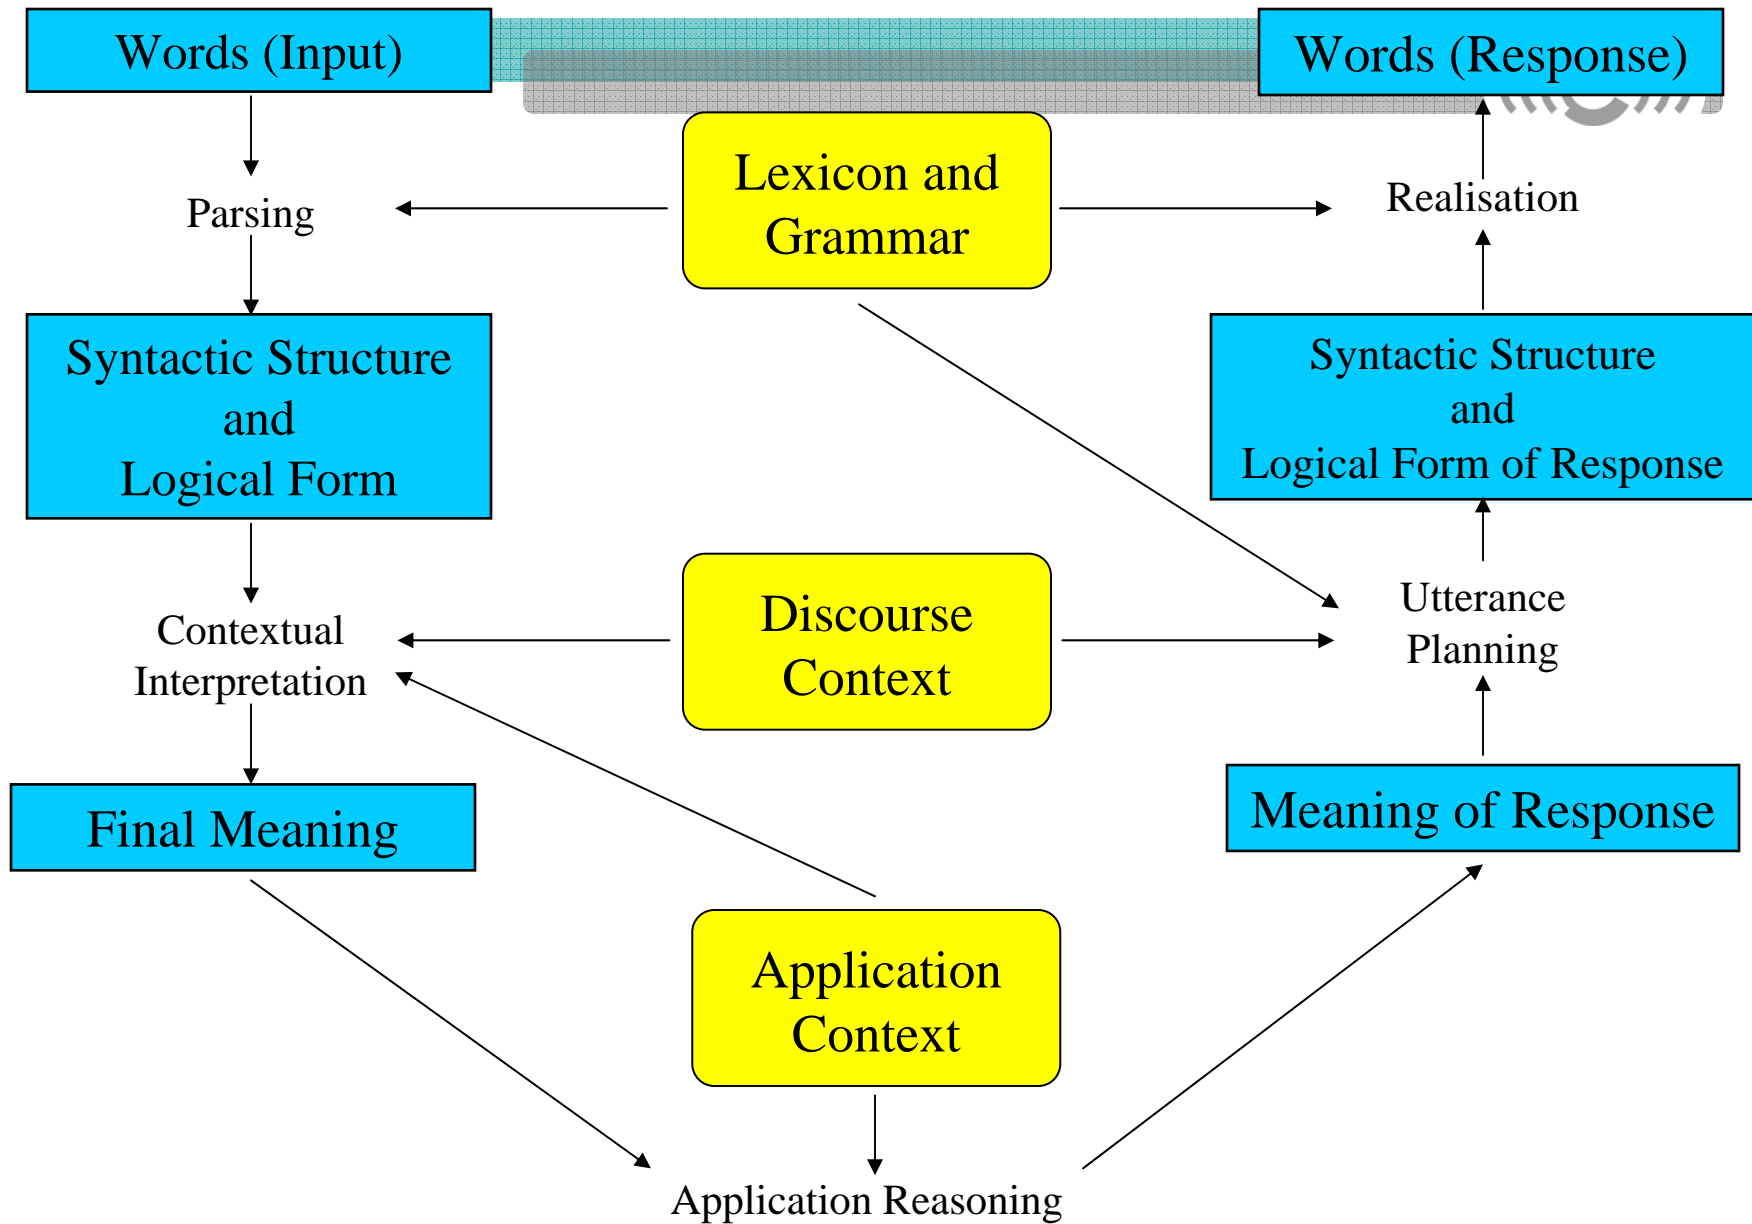 Words (Input)
Words (Response)
Lexicon and
Grammar
Parsing
Realisation
Syntactic Structure
and
Logical Form
Syntactic Structure
and
Logical Form of Response
Discourse
Context
Contextual
Interpretation
Utterance
Planning
Final Meaning
Meaning of Response
Application
Context
Application Reasoning